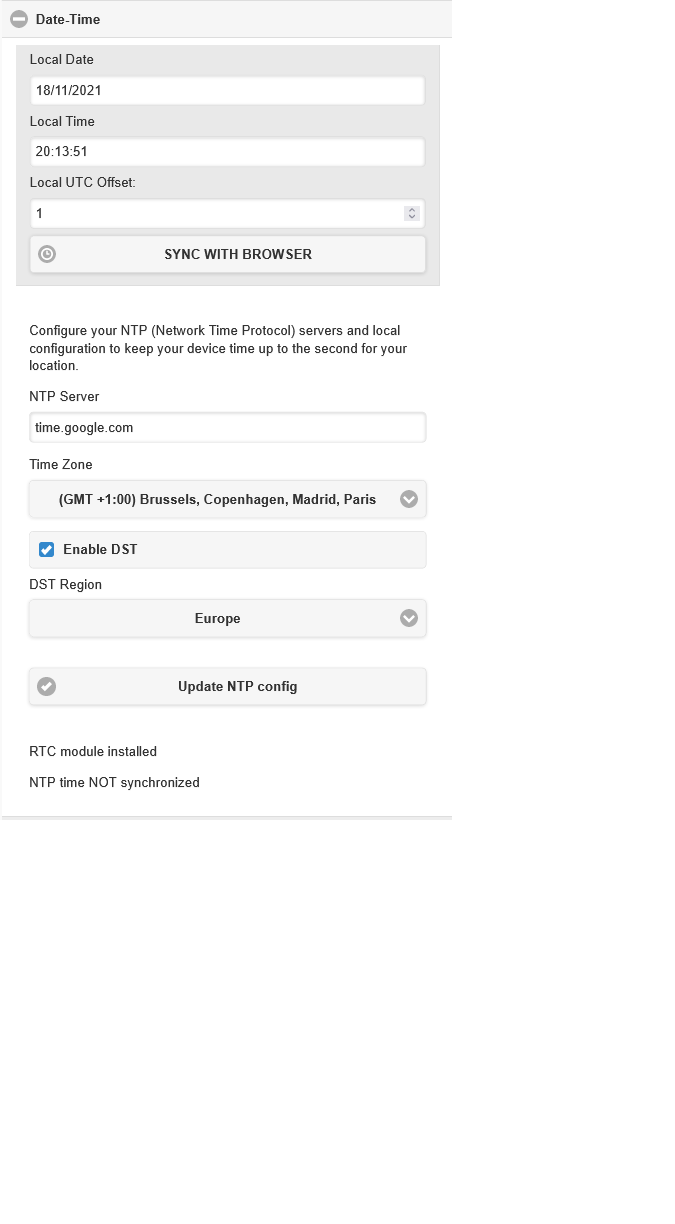 Date-Time
Local Date
18/11/2021
Local Time
20:13:51
Local UTC Offset:
1
SYNC WITH BROWSER
Configure your NTP (Network Time Protocol) servers and local
configuration to keep your device time up to the second for your
location.
NTP Server
time.google.com
Time Zone
(GMT +1:00) Brussels, Copenhagen, Madrid, Paris
Enable DST
DST Region
Europe
Update NTP config
RTC module installed
NTP time NOT synchronized